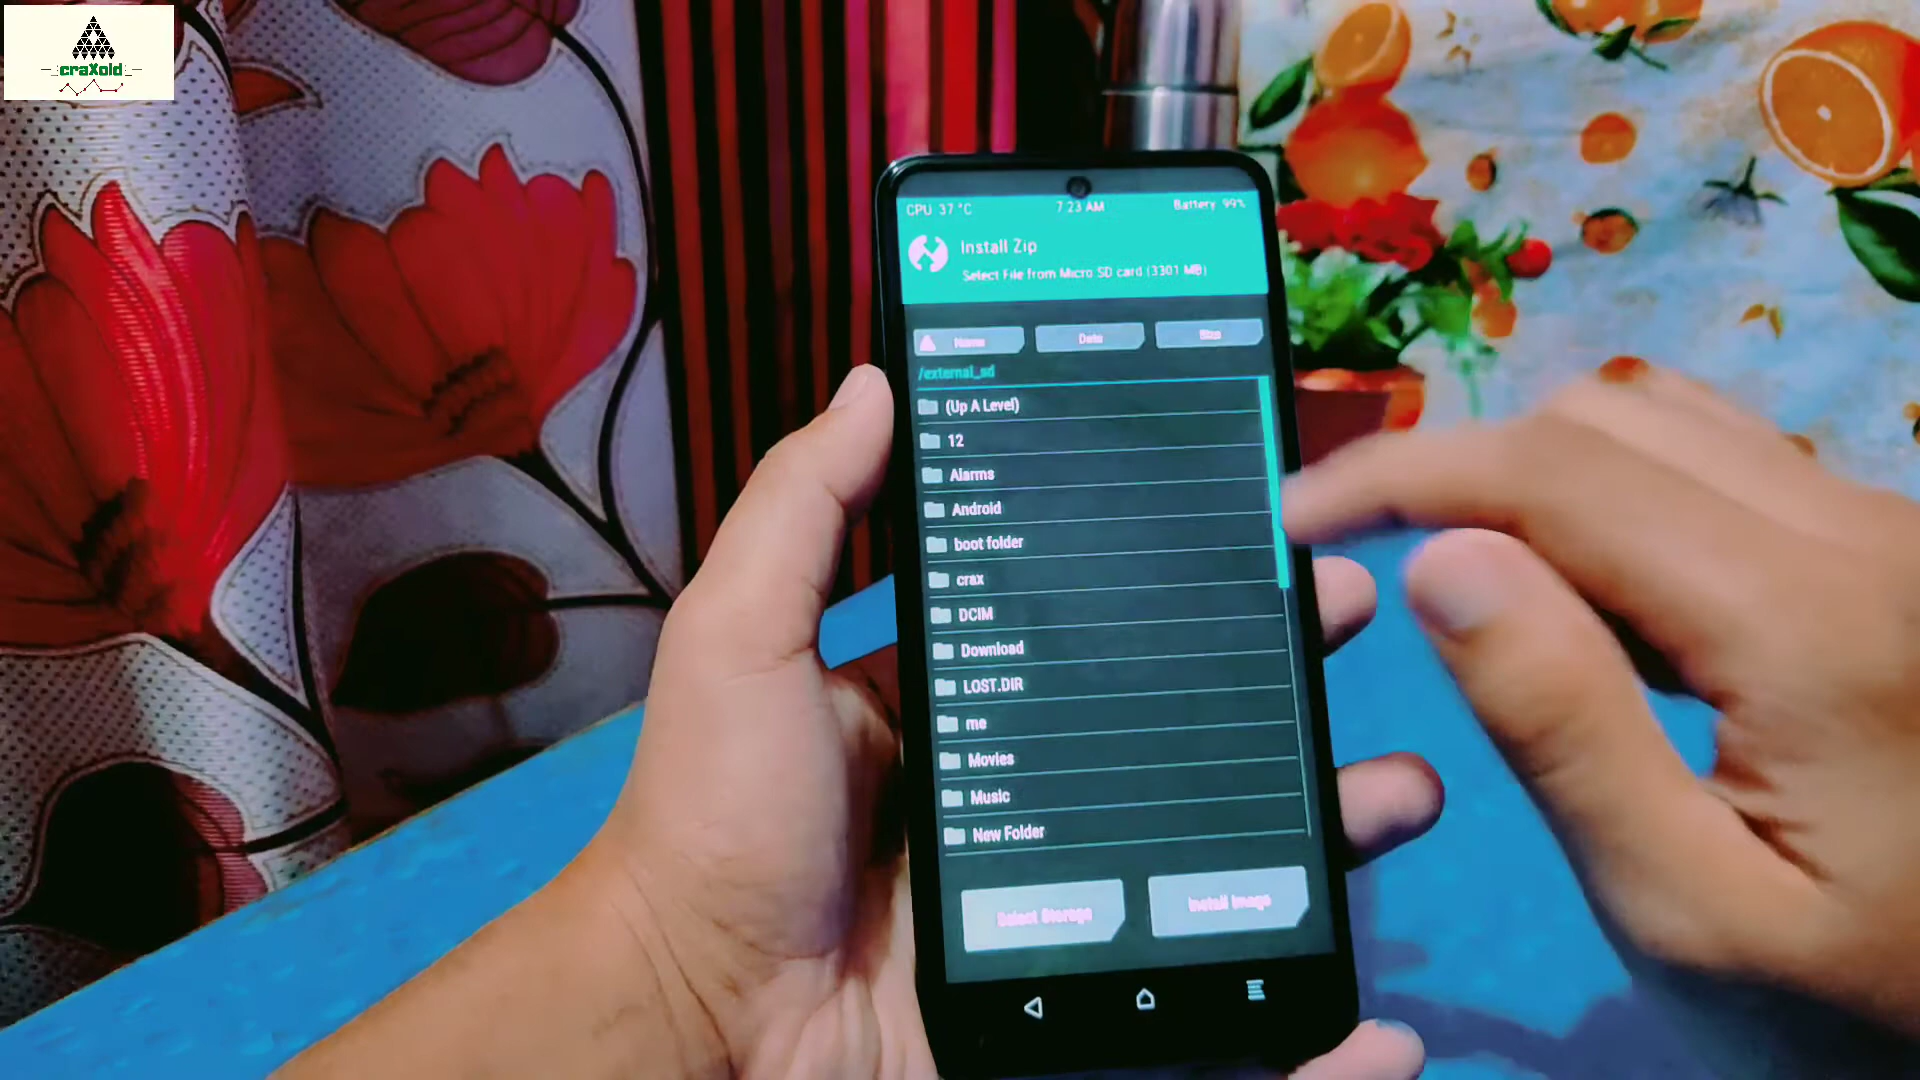 craXoid
CPU 37 °C
7 23 AM
Battery 99%
Install Zip
Select File from Micro SD card (3301 MB)
Name
Date
Size
/external_sd
(Up A Level)
12
Alarms
Android
boot folder
crax
DCIM
Download
LOST.DIR
me
Movies
Music
New Folder
Select Storage
Install Image